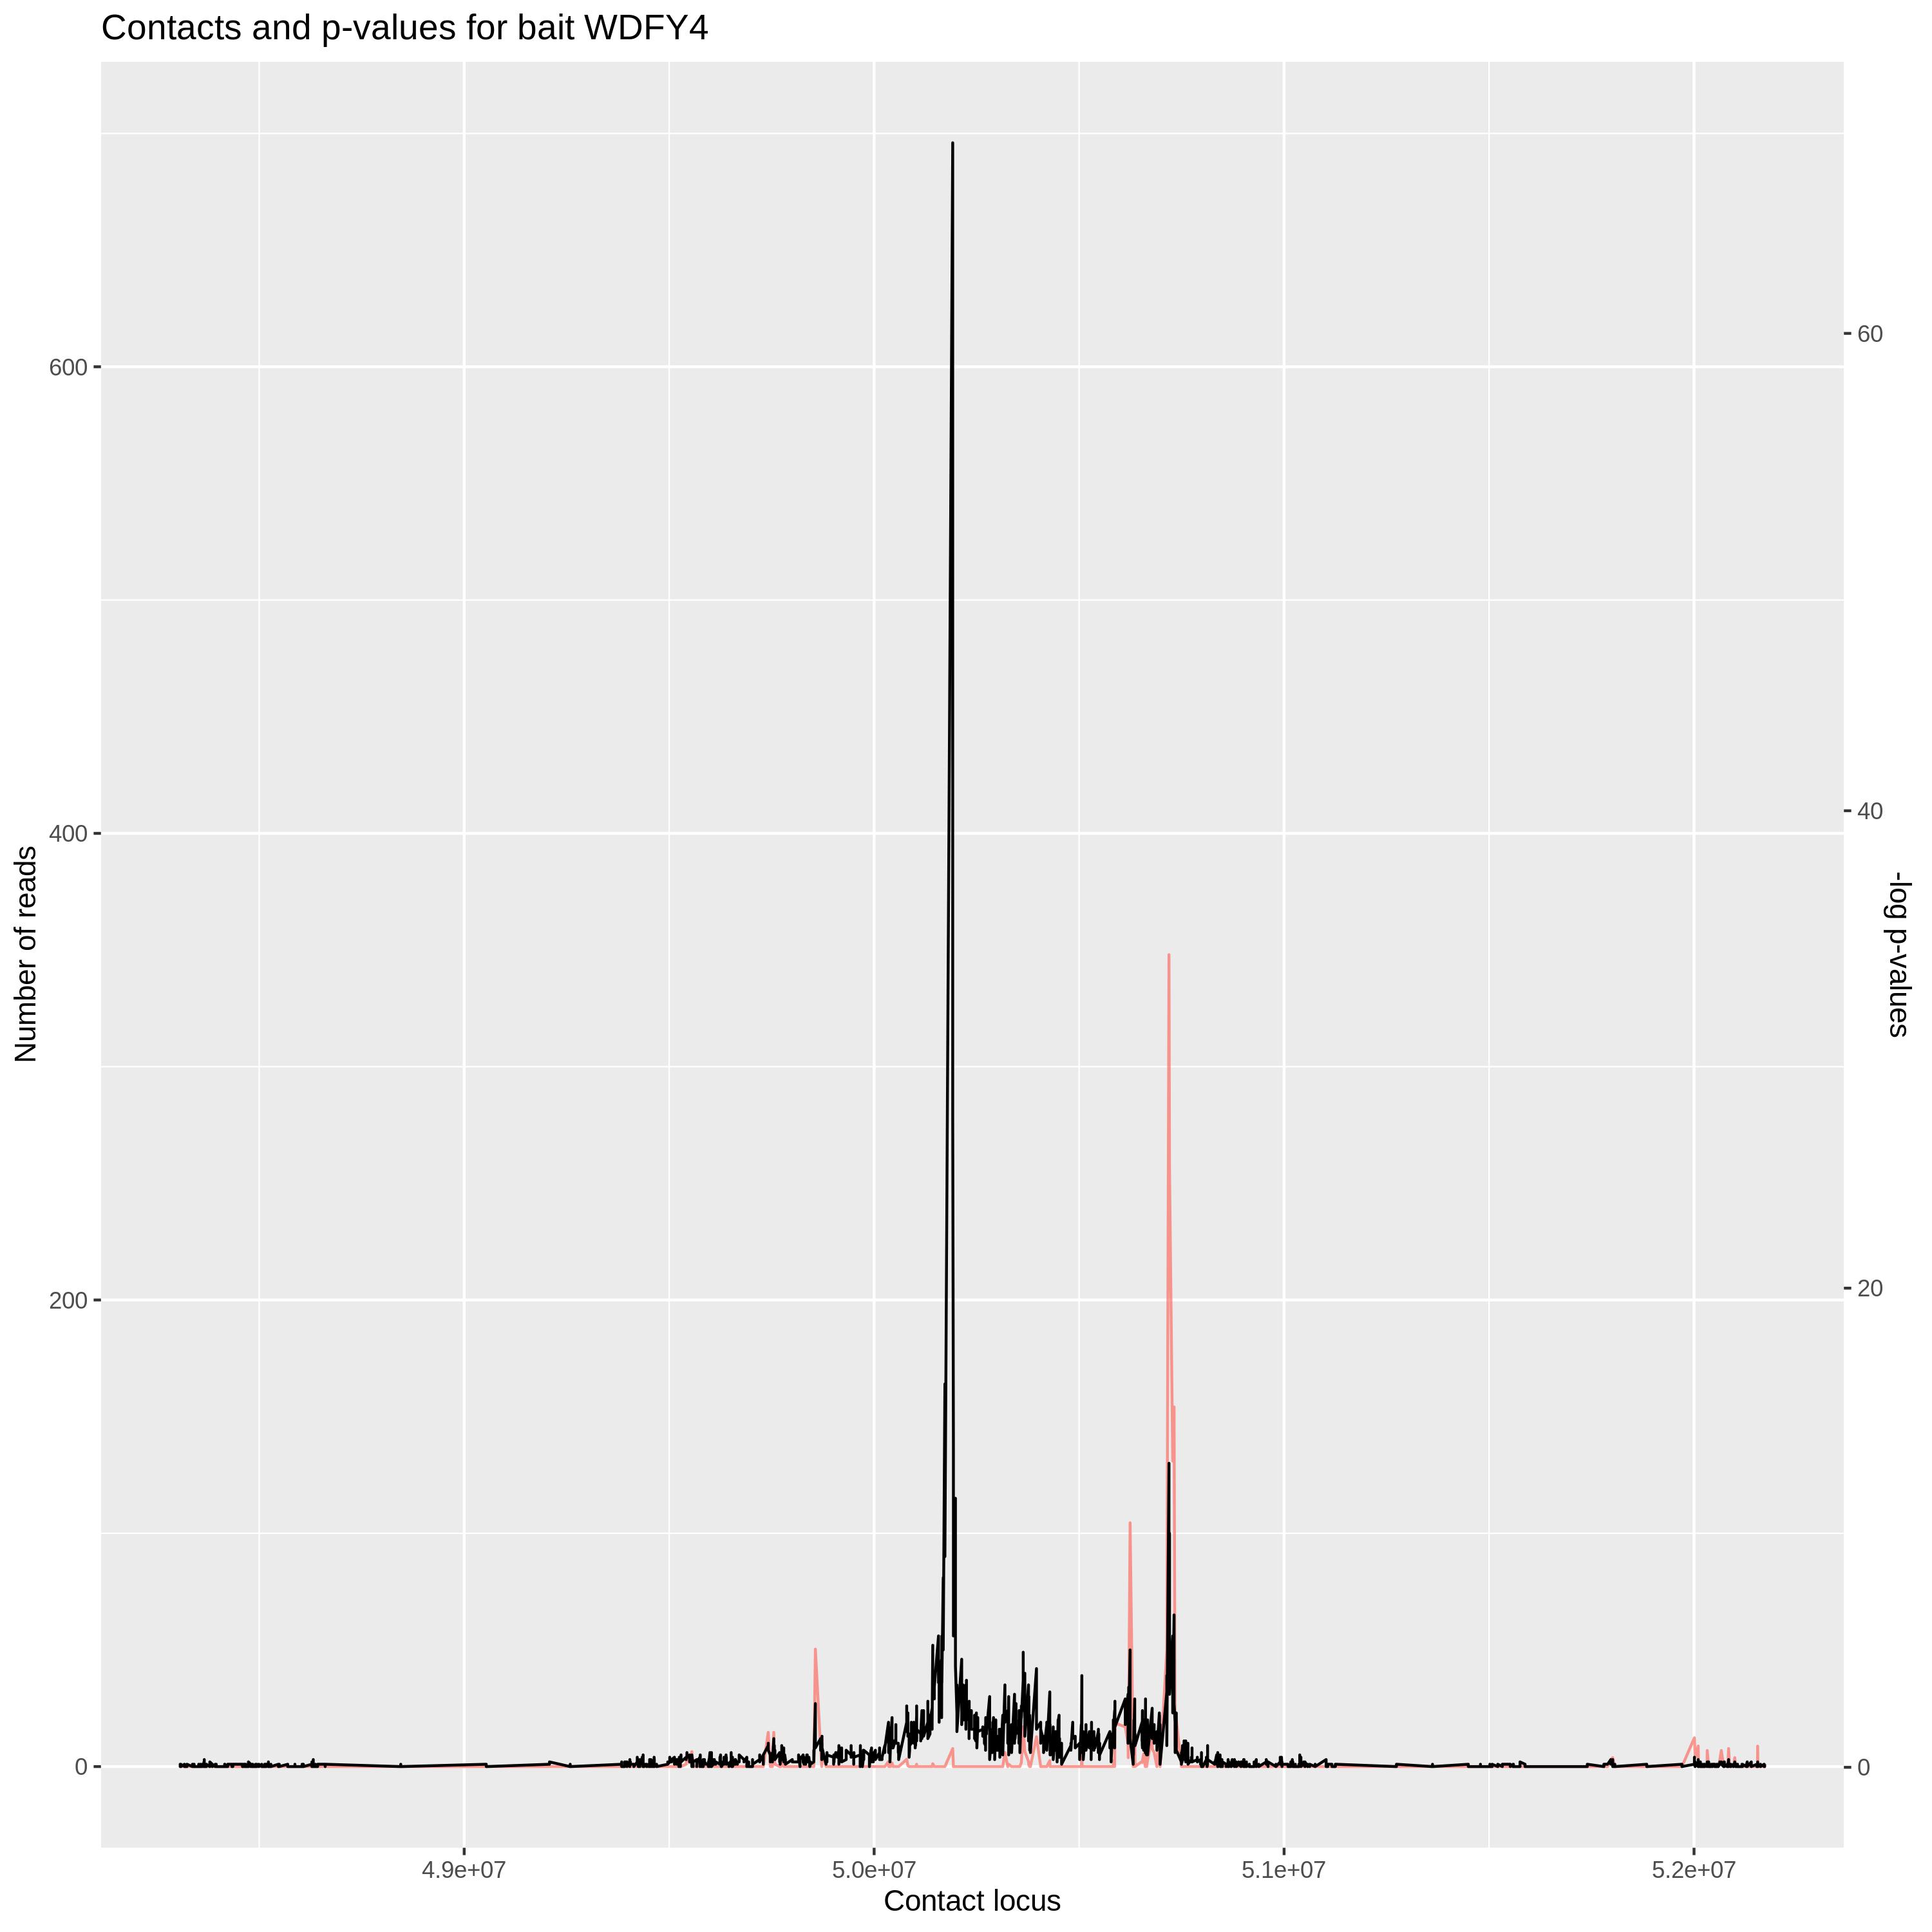 Contacts and p-values for bait WDFY4
Number of reads
600
400
200
0
60
40
20
0
-log p-values
4.9e+07 5.0e+07 5.1e+07 5.2e+07
Contact locus